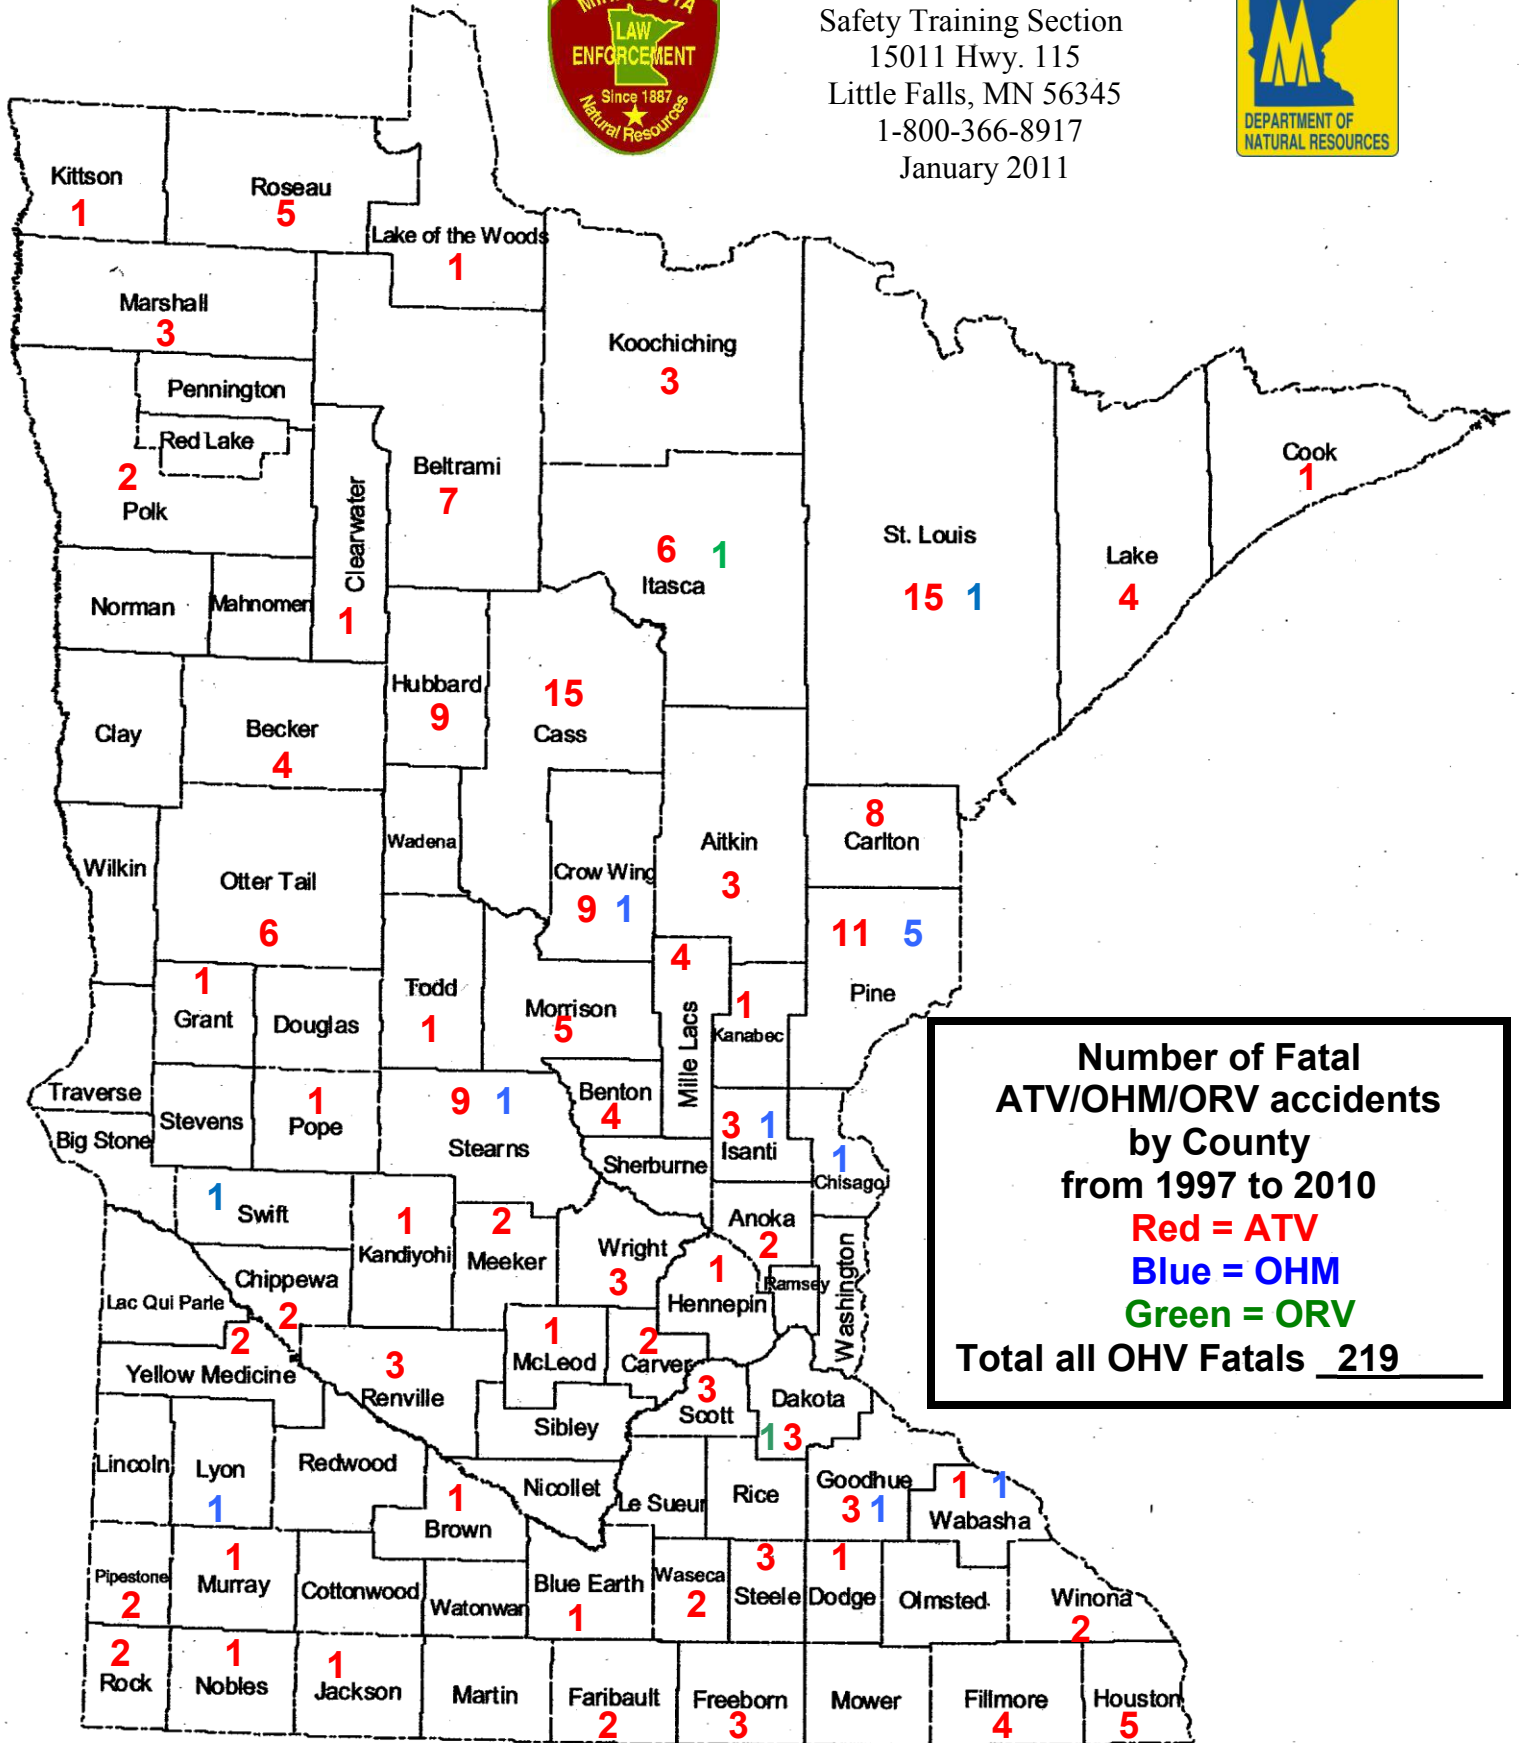 MINNESOTA
LAW
ENFORCEMENT
Since 1887
Natural Resources
Safety Training Section
15011 Hwy. 115
Little Falls, MN 56345
1-800-366-8917
January 2011
DEPARTMENT OF
NATURAL RESOURCES
Kittson
1
Roseau
5
Lake of the Woods
1
Marshall
3
Koochiching
3
Pennington
Red Lake
2
Polk
Clearwater
1
Beltrami
7
Cook
1
6 1
Itasca
St. Louis
15 1
Lake
4
Norman
Mahnomen
Hubbard
9
15
Cass
Clay
Becker
4
Wadena
Aitkin
3
8
Carlton
Wilkin
Otter Tail
6
Crow Wing
9 1
11 5
Pine
4
Mille Lacs
1
Kanabec
1
Grant
Douglas
Todd
1
Morrison
5
Traverse
Stevens
1
Pope
9 1
Stearns
Benton
4
3 1
Isanti
1
Chisago
Big Stone
Sherburne
Number of Fatal
ATV/OHM/ORV accidents
by County
from 1997 to 2010
Red = ATV
Blue = OHM
Green = ORV
Total all OHV Fatals 219
1
Swift
1
Kandiyohi
2
Meeker
Wright
3
Anoka
2
1
Hennepin
Ramsey
Washington
Lac Qui Parle
Chippewa
2
2
Yellow Medicine
3
Renville
1
McLeod
2
Carver
3
Scott
Dakota
1 3
Sibley
Lincoln
Lyon
1
Redwood
1
Brown
Nicollet
Le Sueur
Rice
Goodhue
3 1
1 1
Wabasha
Pipestone
2
1
Murray
Cottonwood
Watonwan
Blue Earth
1
Waseca
2
3
Steele
1
Dodge
Olmsted
Winona
2
2
Rock
1
Nobles
1
Jackson
Martin
Faribault
2
Freeborn
3
Mower
Fillmore
4
Houston
5